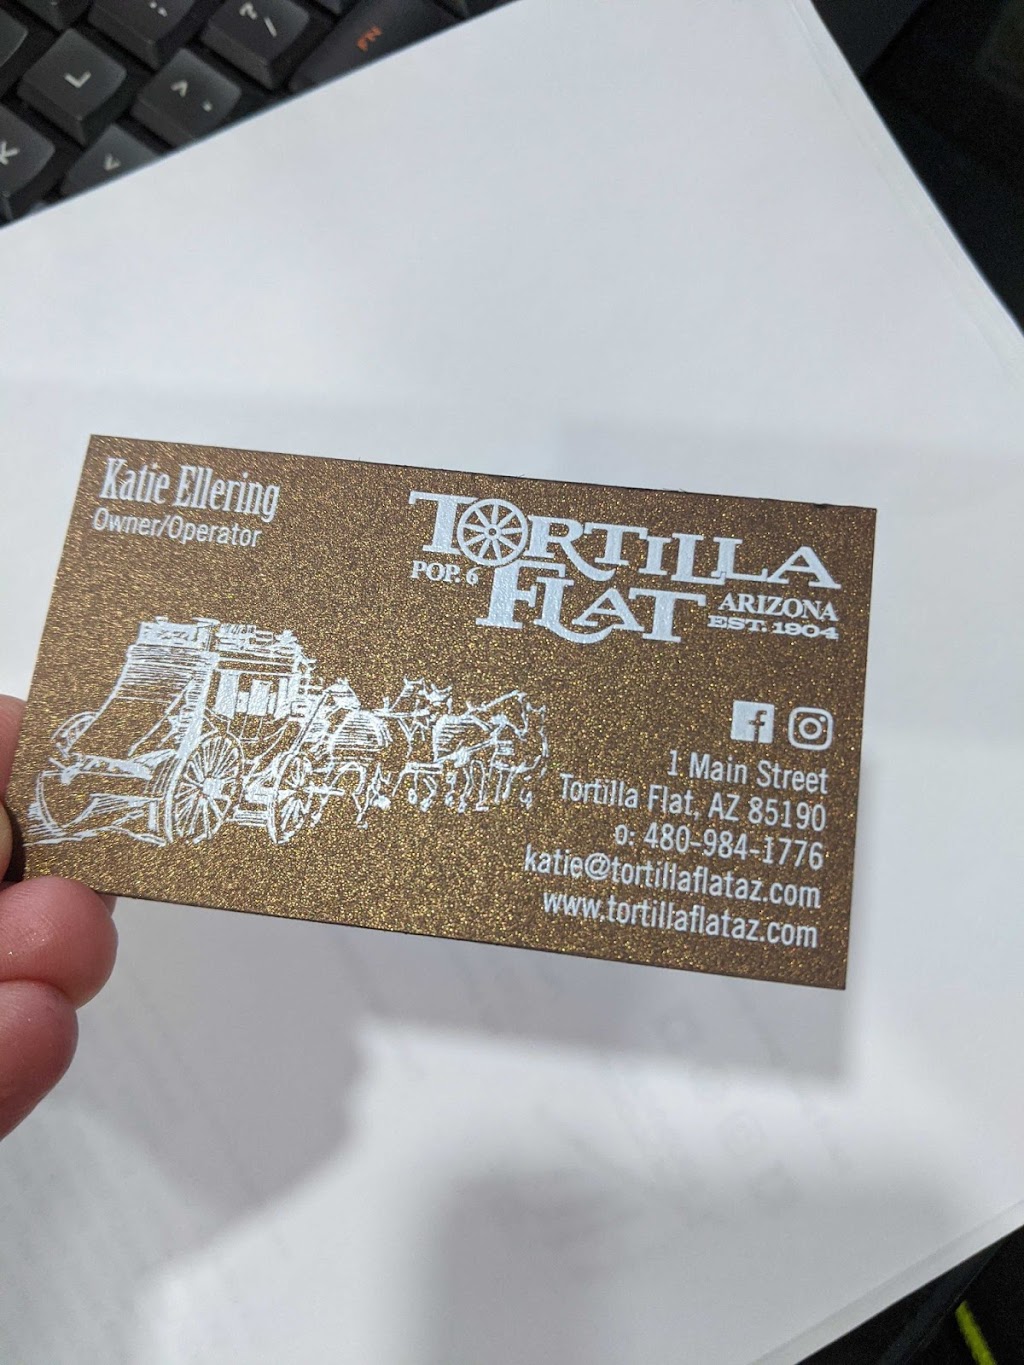 L
K
FN
Katie Ellering
Owner/Operator
TORTILLA
POP. 6
FLAT
ARIZONA
EST. 1904
1 Main Street
Tortilla Flat, AZ 85190
o: 480-984-1776
katie@tortillaflataz.com
www.tortillaflataz.com